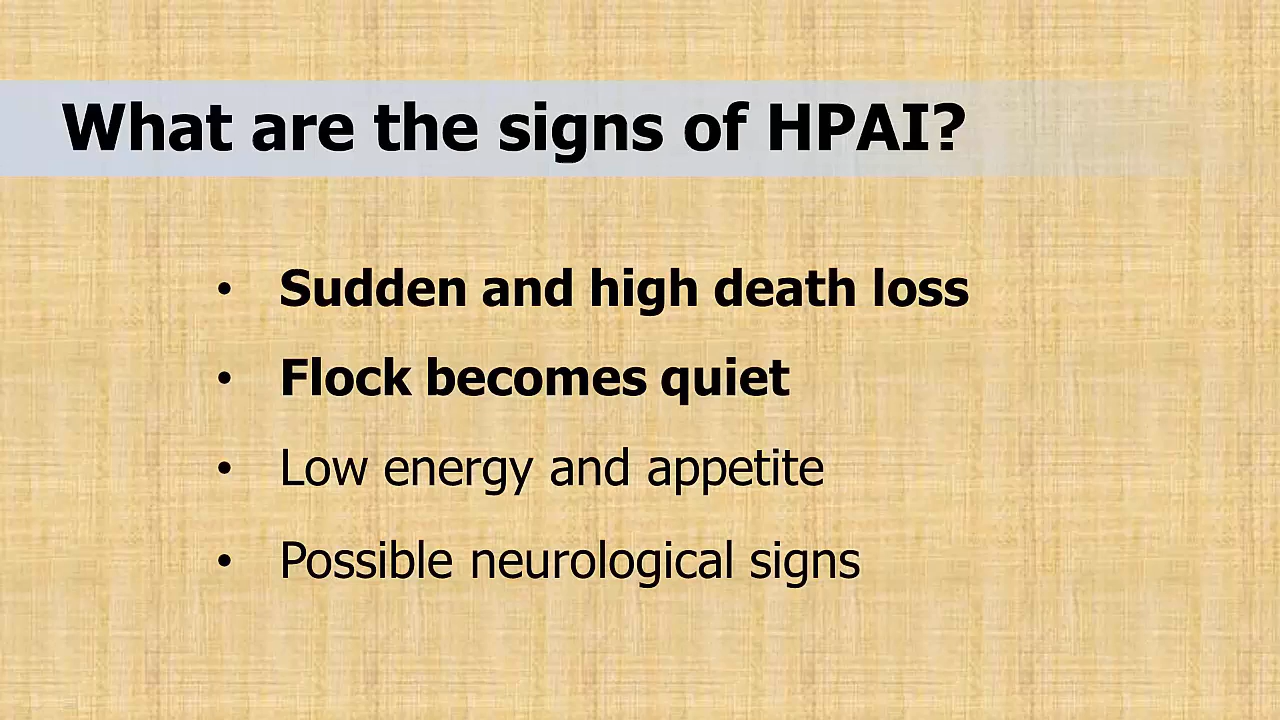 What are the signs of HPAI?
• Sudden and high death loss
• Flock becomes quiet
• Low energy and appetite
• Possible neurological signs